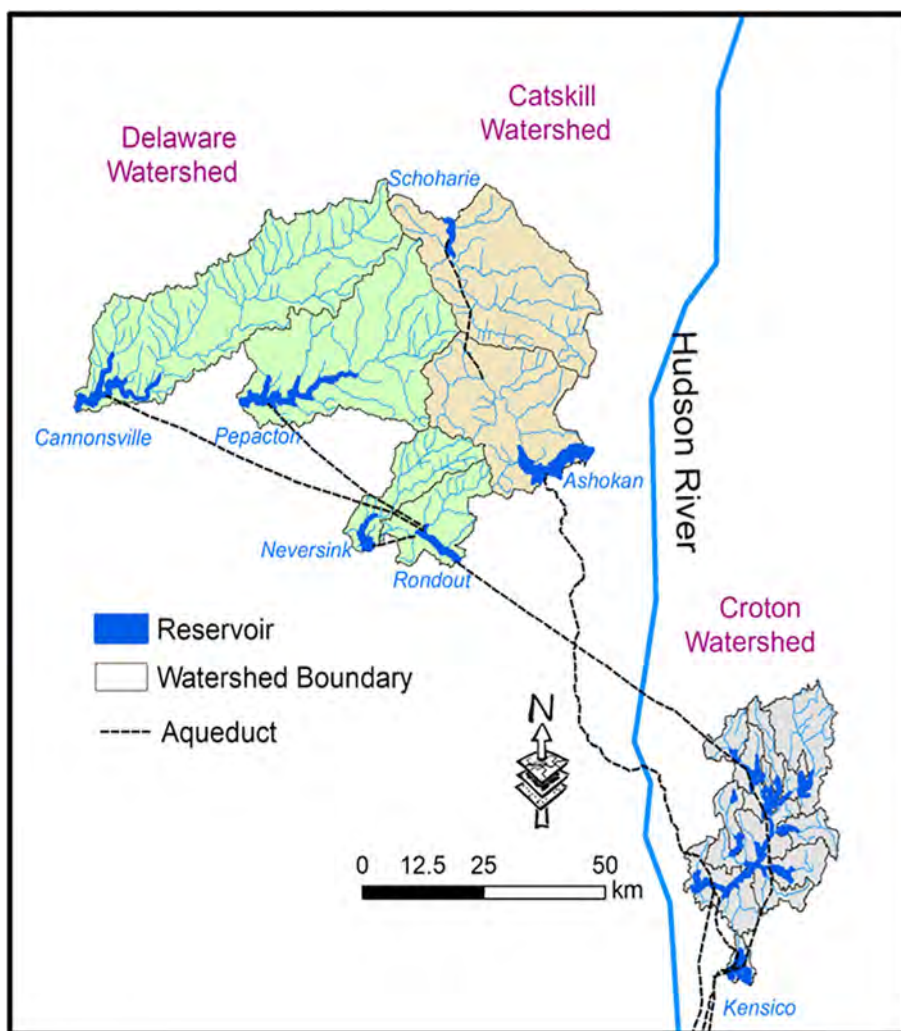 Catskill
Watershed
Delaware
Watershed
Schoharie
Hudson River
Cannonsville
Pepacton
Ashokan
Neversink
Rondout
Reservoir
Watershed Boundary
Aqueduct
Croton
Watershed
N
0 12.5 25 50
km
Kensico